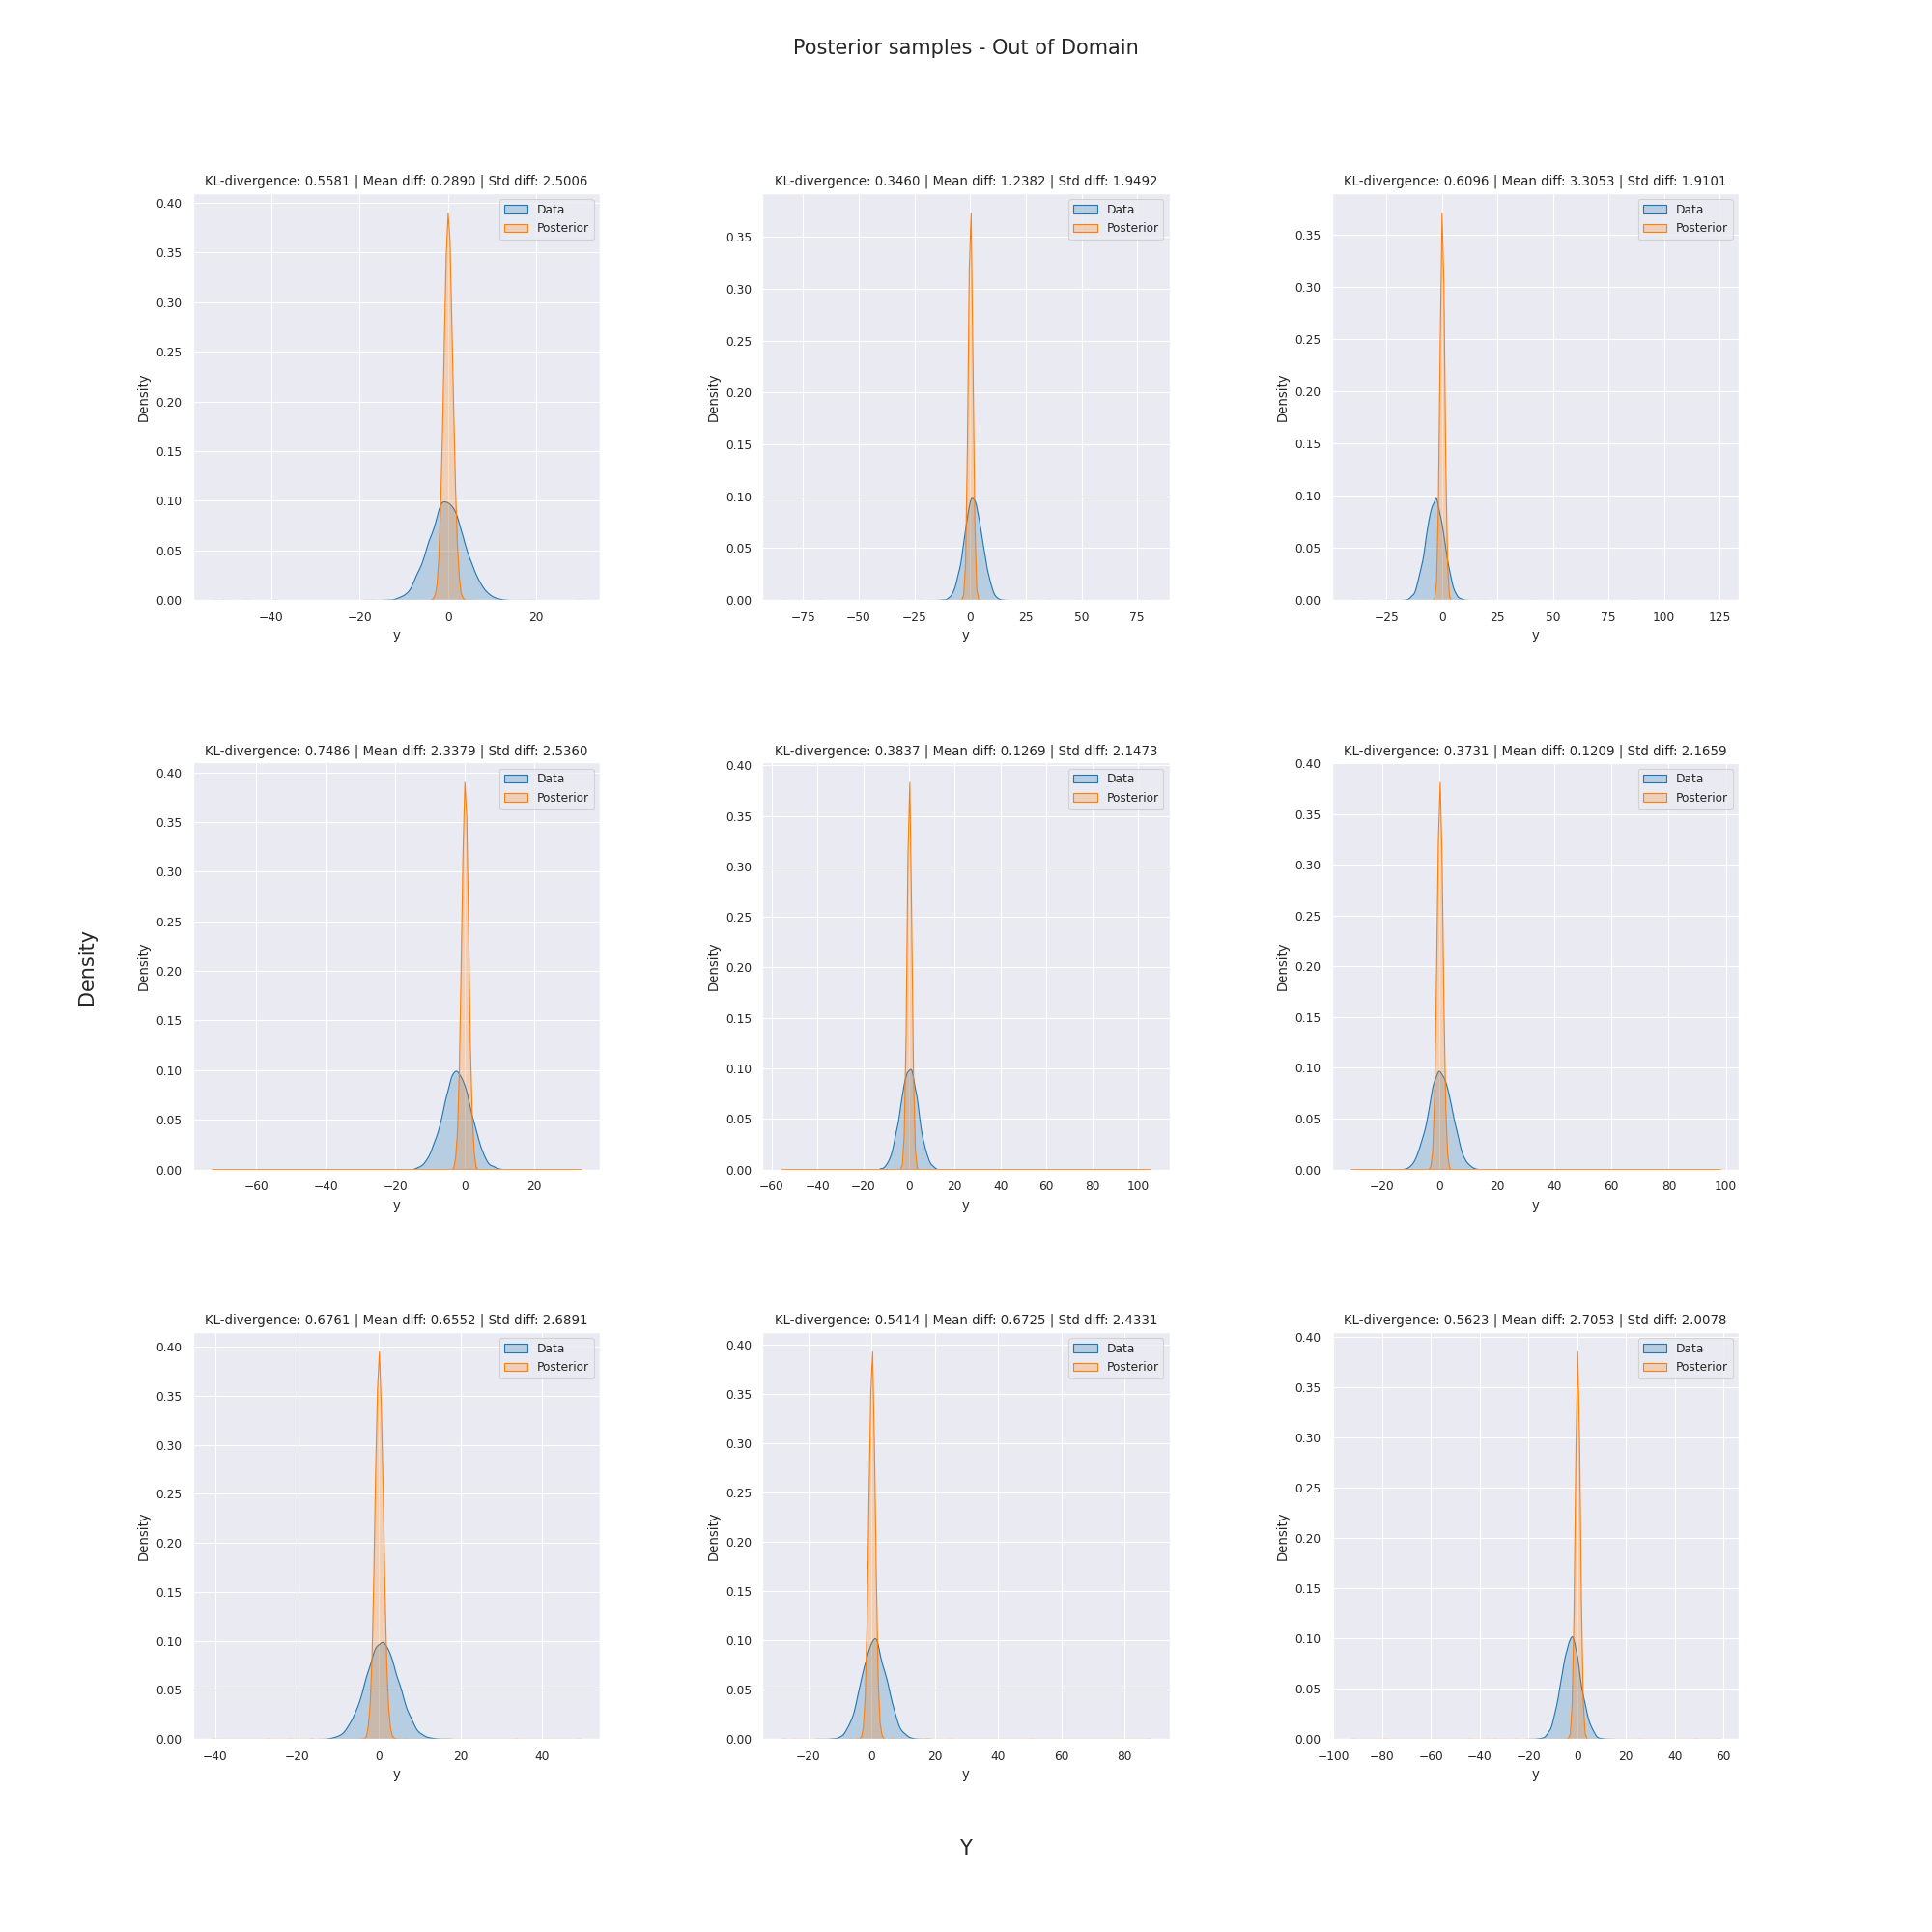 Posterior samples - Out of Domain
KL-divergence: 0.5581 | Mean diff: 0.2890 | Std diff: 2.5006
Data
Posterior
0.40
0.35
0.30
0.25
0.20
0.15
0.10
0.05
0.00
Density
−40 −20 0 20
y
KL-divergence: 0.3460 | Mean diff: 1.2382 | Std diff: 1.9492
Data
Posterior
0.35
0.30
0.25
0.20
0.15
0.10
0.05
0.00
Density
−75 −50 −25 0 25 50 75
y
KL-divergence: 0.6096 | Mean diff: 3.3053 | Std diff: 1.9101
Data
Posterior
0.35
0.30
0.25
0.20
0.15
0.10
0.05
0.00
Density
−25 0 25 50 75 100 125
y
KL-divergence: 0.7486 | Mean diff: 2.3379 | Std diff: 2.5360
Data
Posterior
0.40
0.35
0.30
0.25
0.20
0.15
0.10
0.05
0.00
Density
−60 −40 −20 0 20
y
KL-divergence: 0.3837 | Mean diff: 0.1269 | Std diff: 2.1473
Data
Posterior
0.40
0.35
0.30
0.25
0.20
0.15
0.10
0.05
0.00
Density
−60 −40 −20 0 20 40 60 80 100
y
KL-divergence: 0.3731 | Mean diff: 0.1209 | Std diff: 2.1659
Data
Posterior
0.40
0.35
0.30
0.25
0.20
0.15
0.10
0.05
0.00
Density
−20 0 20 40 60 80 100
y
Density
KL-divergence: 0.6761 | Mean diff: 0.6552 | Std diff: 2.6891
Data
Posterior
0.40
0.35
0.30
0.25
0.20
0.15
0.10
0.05
0.00
Density
−40 −20 0 20 40
y
KL-divergence: 0.5414 | Mean diff: 0.6725 | Std diff: 2.4331
Data
Posterior
0.40
0.35
0.30
0.25
0.20
0.15
0.10
0.05
0.00
Density
−20 0 20 40 60 80
y
KL-divergence: 0.5623 | Mean diff: 2.7053 | Std diff: 2.0078
Data
Posterior
0.40
0.35
0.30
0.25
0.20
0.15
0.10
0.05
0.00
Density
−100 −80 −60 −40 −20 0 20 40 60
y
Y